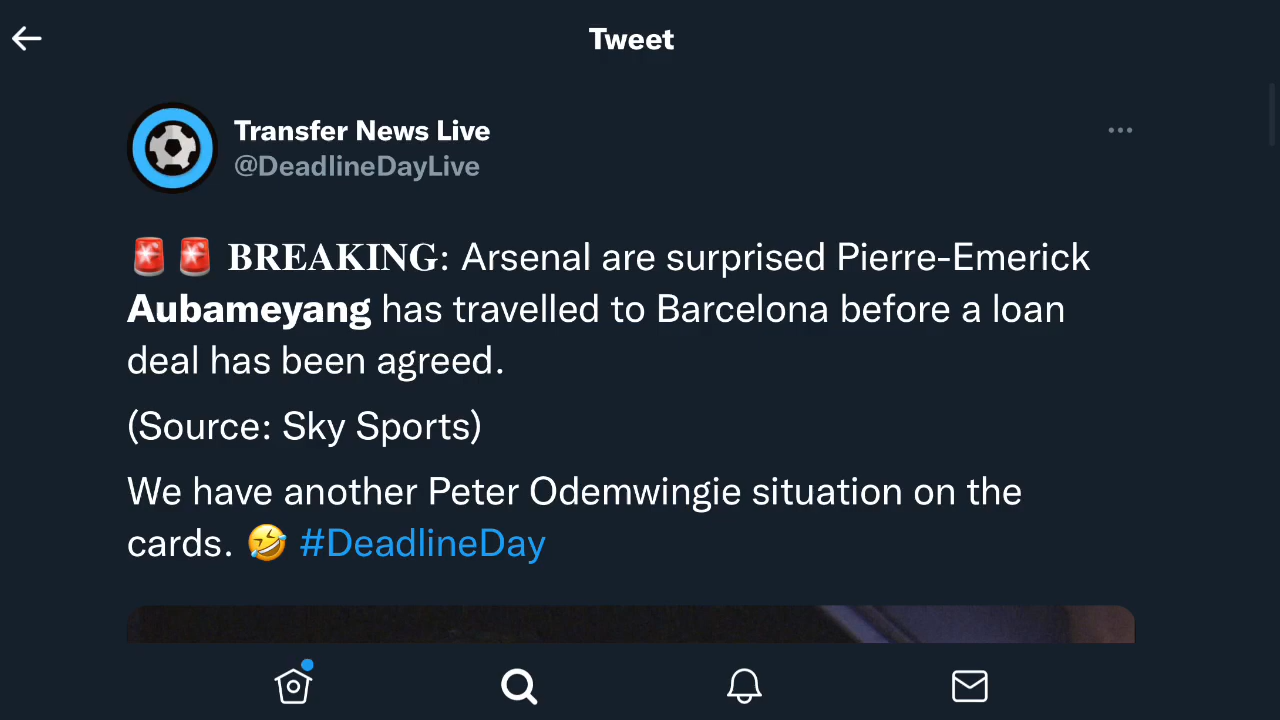 Tweet
Transfer News Live
@DeadlineDayLive
🚨🚨 𝐁𝐑𝐄𝐀𝐊𝐈𝐍𝐆: Arsenal are surprised Pierre-Emerick
Aubameyang has travelled to Barcelona before a loan
deal has been agreed.
(Source: Sky Sports)
We have another Peter Odemwingie situation on the
cards. 🤣 #DeadlineDay